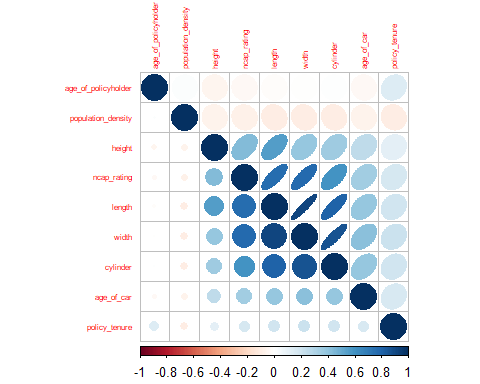 age_of_policyholder
population_density
height
ncap_rating
length
width
cylinder
age_of_car
policy_tenure
age_of_policyholder
population_density
height
ncap_rating
length
width
cylinder
age_of_car
policy_tenure
-1 -0.8 -0.6 -0.4 -0.2 0 0.2 0.4 0.6 0.8 1